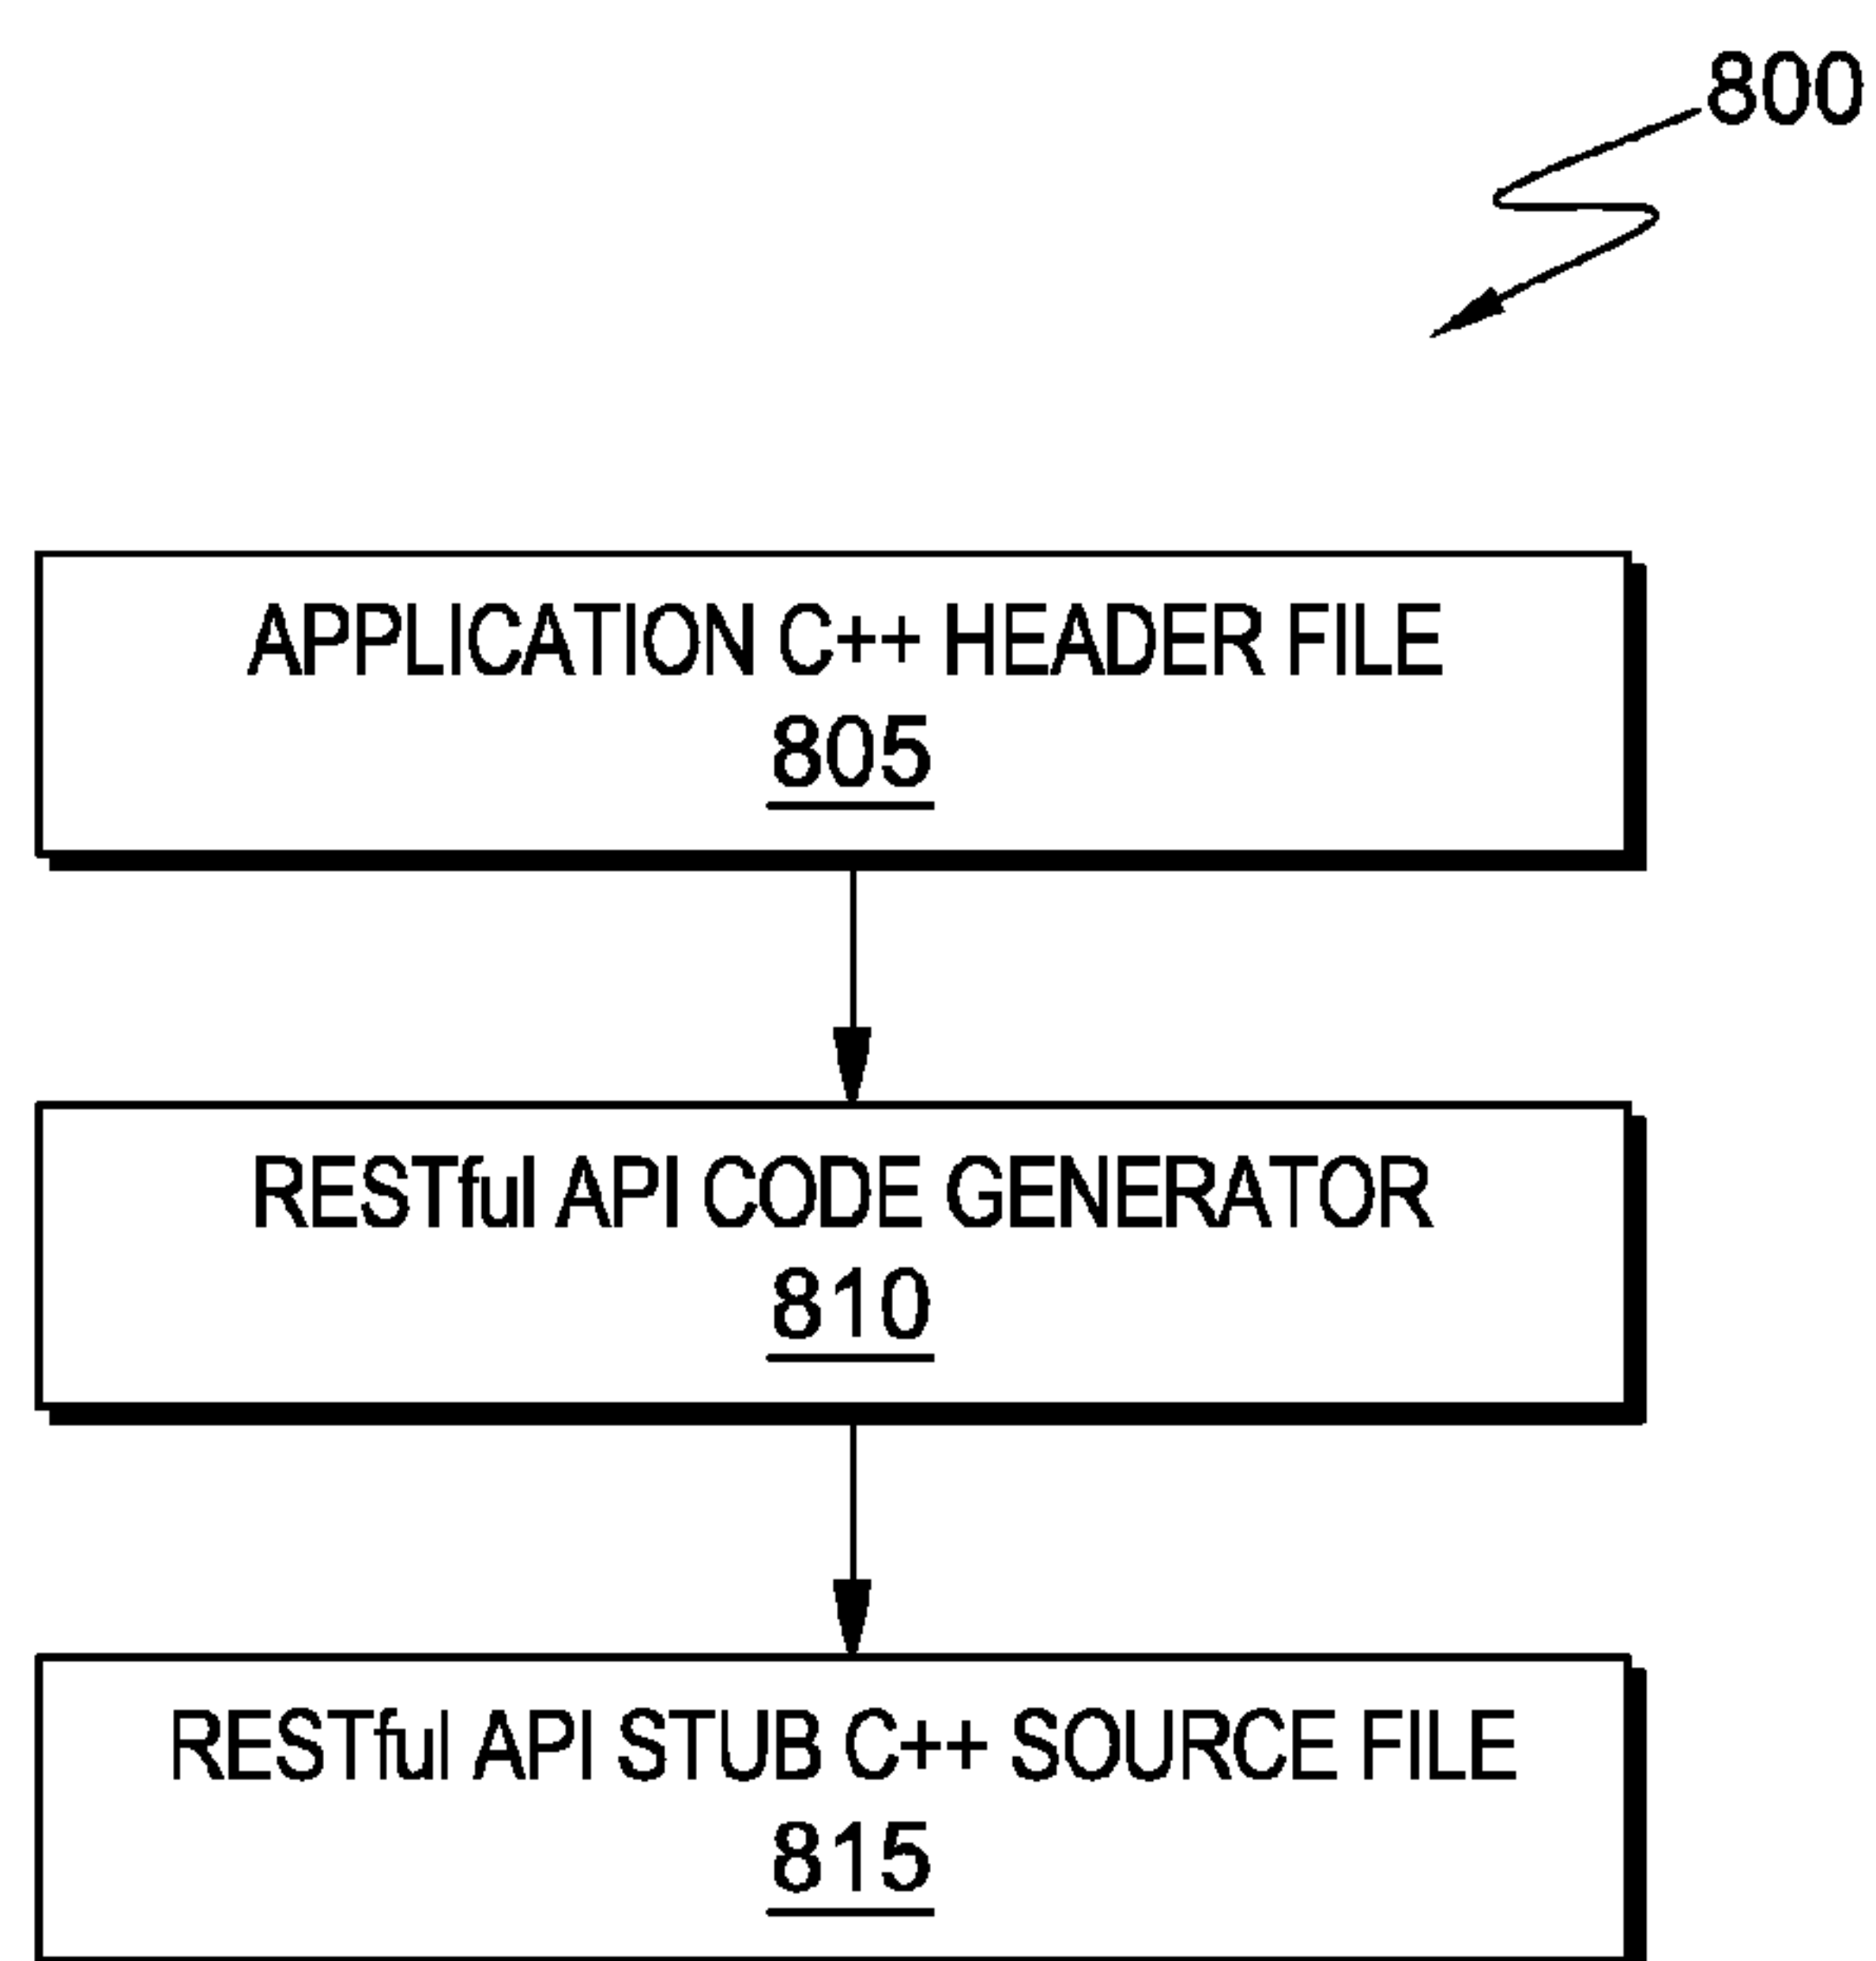 800
APPLICATION C++ HEADER FILE
805
RESTful API CODE GENERATOR
810
RESTful API STUB C++ SOURCE FILE
815